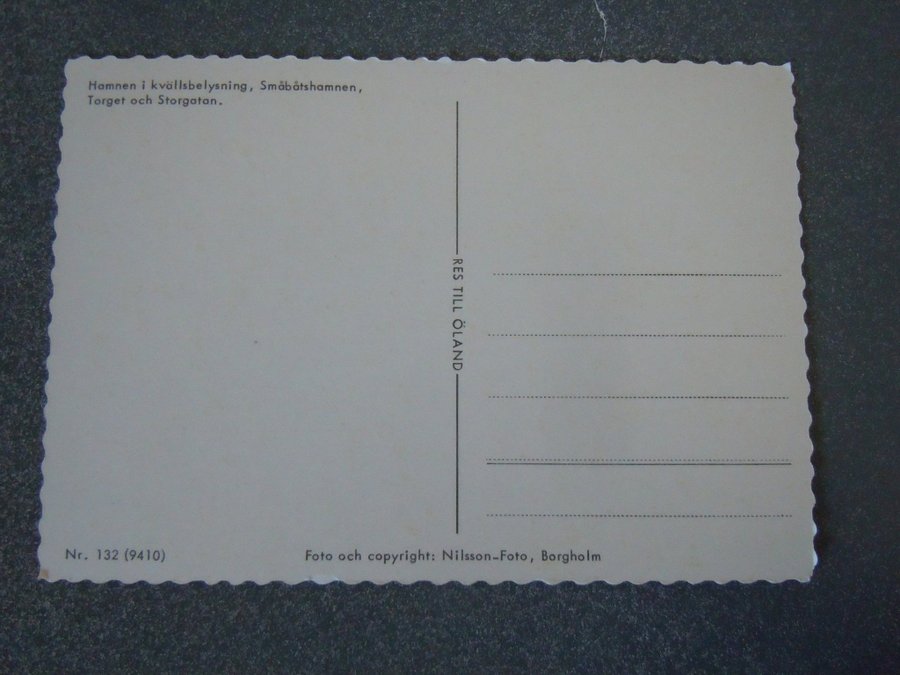 Hamnen i kvällsbelysning, Småbåtshamnen,
Torget och Storgatan.
RES TILL ÖLAND
Nr. 132 (9410)
Foto och copyright: Nilsson-Foto, Borgholm